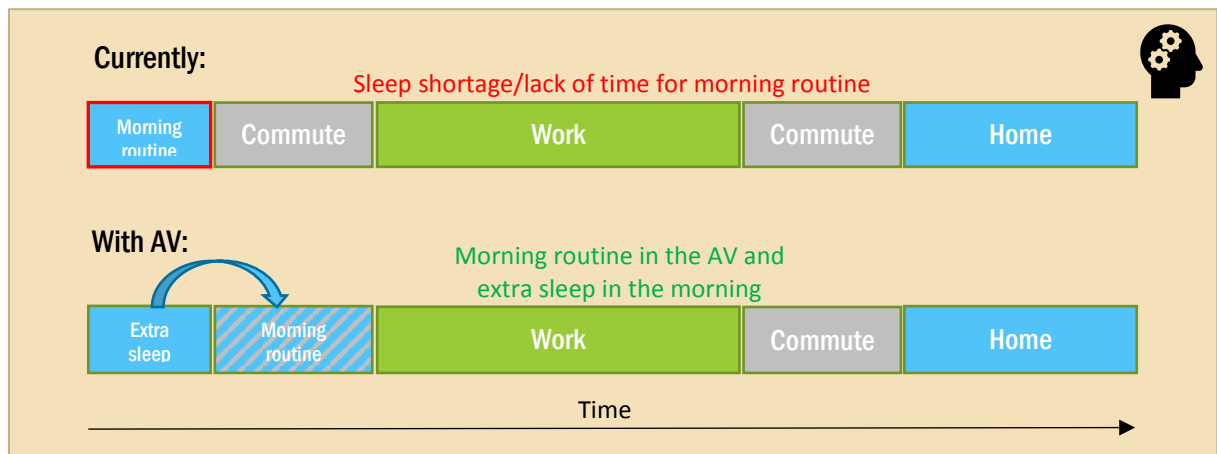 Currently:
Sleep shortage/lack of time for morning routine
Morning
routine
Commute
Work
Commute
Home
With AV:
Morning routine in the AV and
extra sleep in the morning
Extra
sleep
Morning
routine
Work
Commute
Home
Time